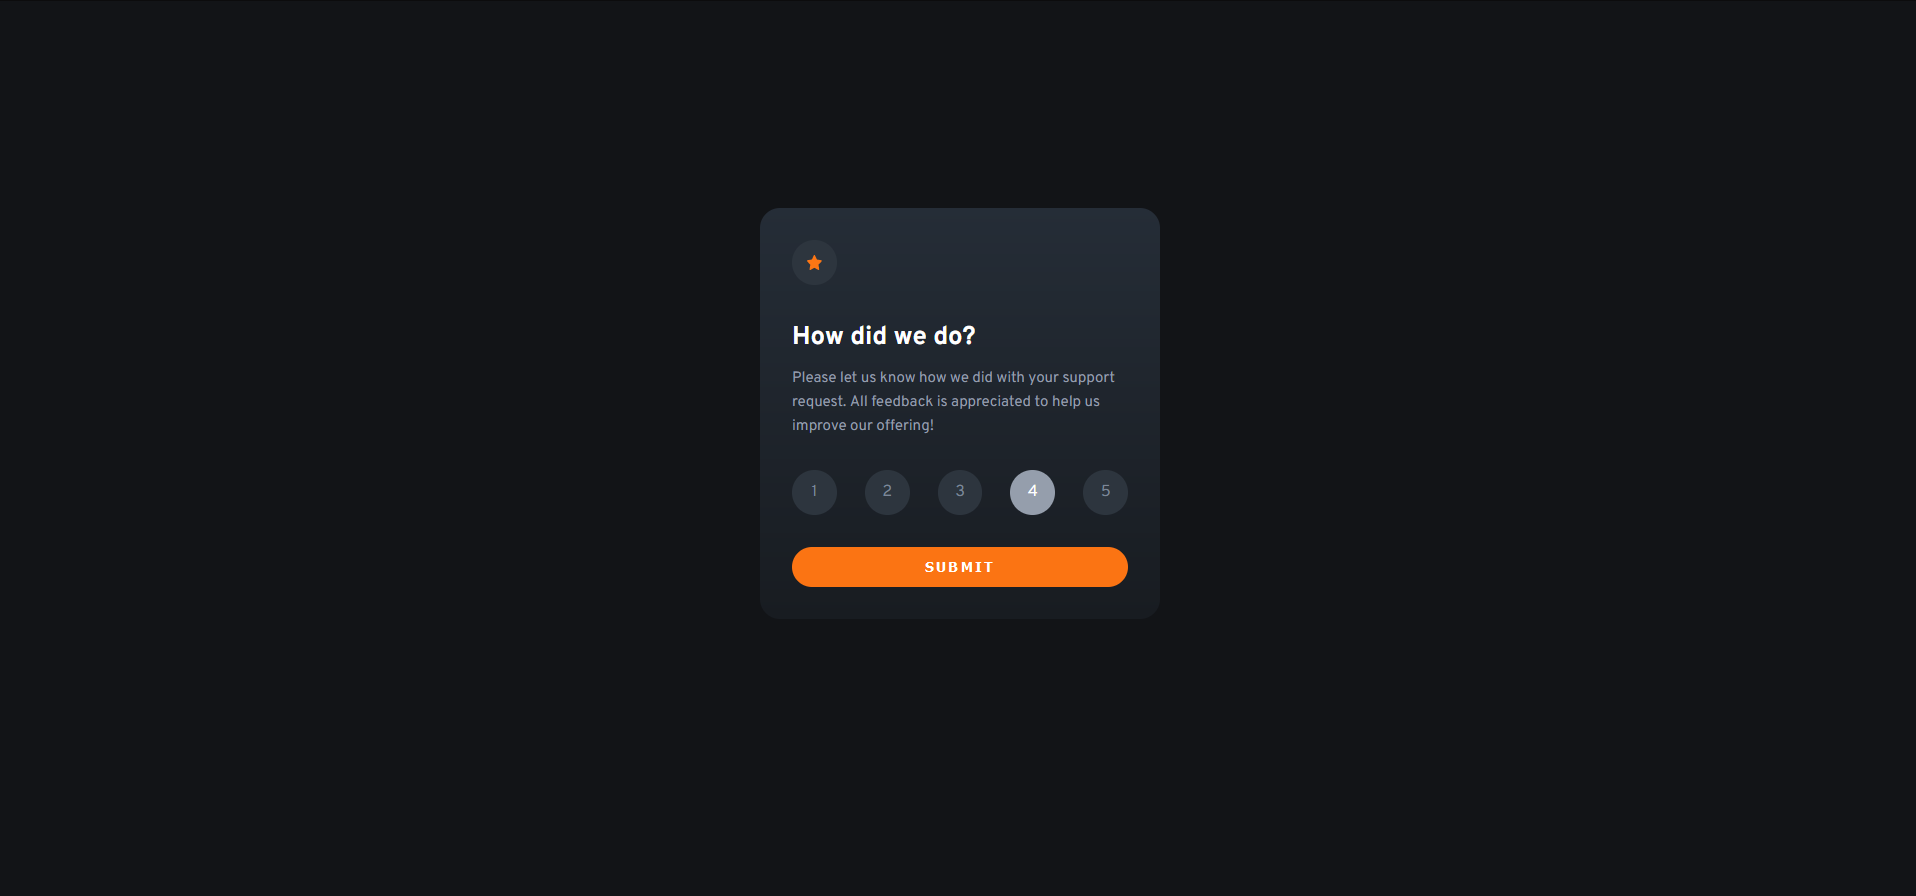 How did we do?
Please let us know how we did with your support
request. All feedback is appreciated to help us
improve our offering!
1 2 3 4 5
SUBMIT